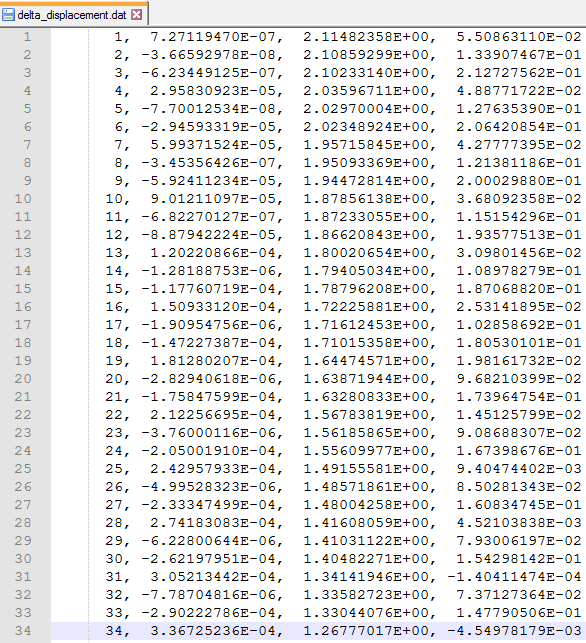 delta_displacement.dat
1 1, 7.27119470E-07, 2.11482358E+00, 5.50863110E-02
2 2, -3.66592978E-08, 2.10859299E+00, 1.33907467E-01
3 3, -6.23449125E-07, 2.10233140E+00, 2.12727562E-01
4 4, 2.95830923E-05, 2.03596711E+00, 4.88771722E-02
5 5, -7.70012534E-08, 2.02970004E+00, 1.27635390E-01
6 6, -2.94593319E-05, 2.02348924E+00, 2.06420854E-01
7 7, 5.99371524E-05, 1.95715845E+00, 4.27777395E-02
8 8, -3.45356426E-07, 1.95093369E+00, 1.21381186E-01
9 9, -5.92411234E-05, 1.94472814E+00, 2.00029880E-01
10 10, 9.01211097E-05, 1.87856138E+00, 3.68092358E-02
11 11, -6.82270127E-07, 1.87233055E+00, 1.15154296E-01
12 12, -8.87942224E-05, 1.86620843E+00, 1.93577513E-01
13 13, 1.20220866E-04, 1.80020654E+00, 3.09801456E-02
14 14, -1.28188753E-06, 1.79405034E+00, 1.08978279E-01
15 15, -1.17760719E-04, 1.78796208E+00, 1.87068820E-01
16 16, 1.50933120E-04, 1.72225881E+00, 2.53141895E-02
17 17, -1.90954756E-06, 1.71612453E+00, 1.02858692E-01
18 18, -1.47227387E-04, 1.71015358E+00, 1.80530101E-01
19 19, 1.81280207E-04, 1.64474571E+00, 1.98161732E-02
20 20, -2.82940618E-06, 1.63871944E+00, 9.68210399E-02
21 21, -1.75847599E-04, 1.63280833E+00, 1.73964754E-01
22 22, 2.12256695E-04, 1.56783819E+00, 1.45125799E-02
23 23, -3.76000116E-06, 1.56185865E+00, 9.08688307E-02
24 24, -2.05001910E-04, 1.55609977E+00, 1.67398676E-01
25 25, 2.42957933E-04, 1.49155581E+00, 9.40474402E-03
26 26, -4.99528323E-06, 1.48571861E+00, 8.50281343E-02
27 27, -2.33347499E-04, 1.48004258E+00, 1.60834745E-01
28 28, 2.74183083E-04, 1.41608059E+00, 4.52103838E-03
29 29, -6.22800644E-06, 1.41031122E+00, 7.93006197E-02
30 30, -2.62197951E-04, 1.40482271E+00, 1.54298142E-01
31 31, 3.05213442E-04, 1.34141946E+00, -1.40411474E-04
32 32, -7.78704816E-06, 1.33582723E+00, 7.37127364E-02
33 33, -2.90222786E-04, 1.33044076E+00, 1.47790506E-01
34 34, 3.36725236E-04, 1.26777017E+00, -4.54978179E-03